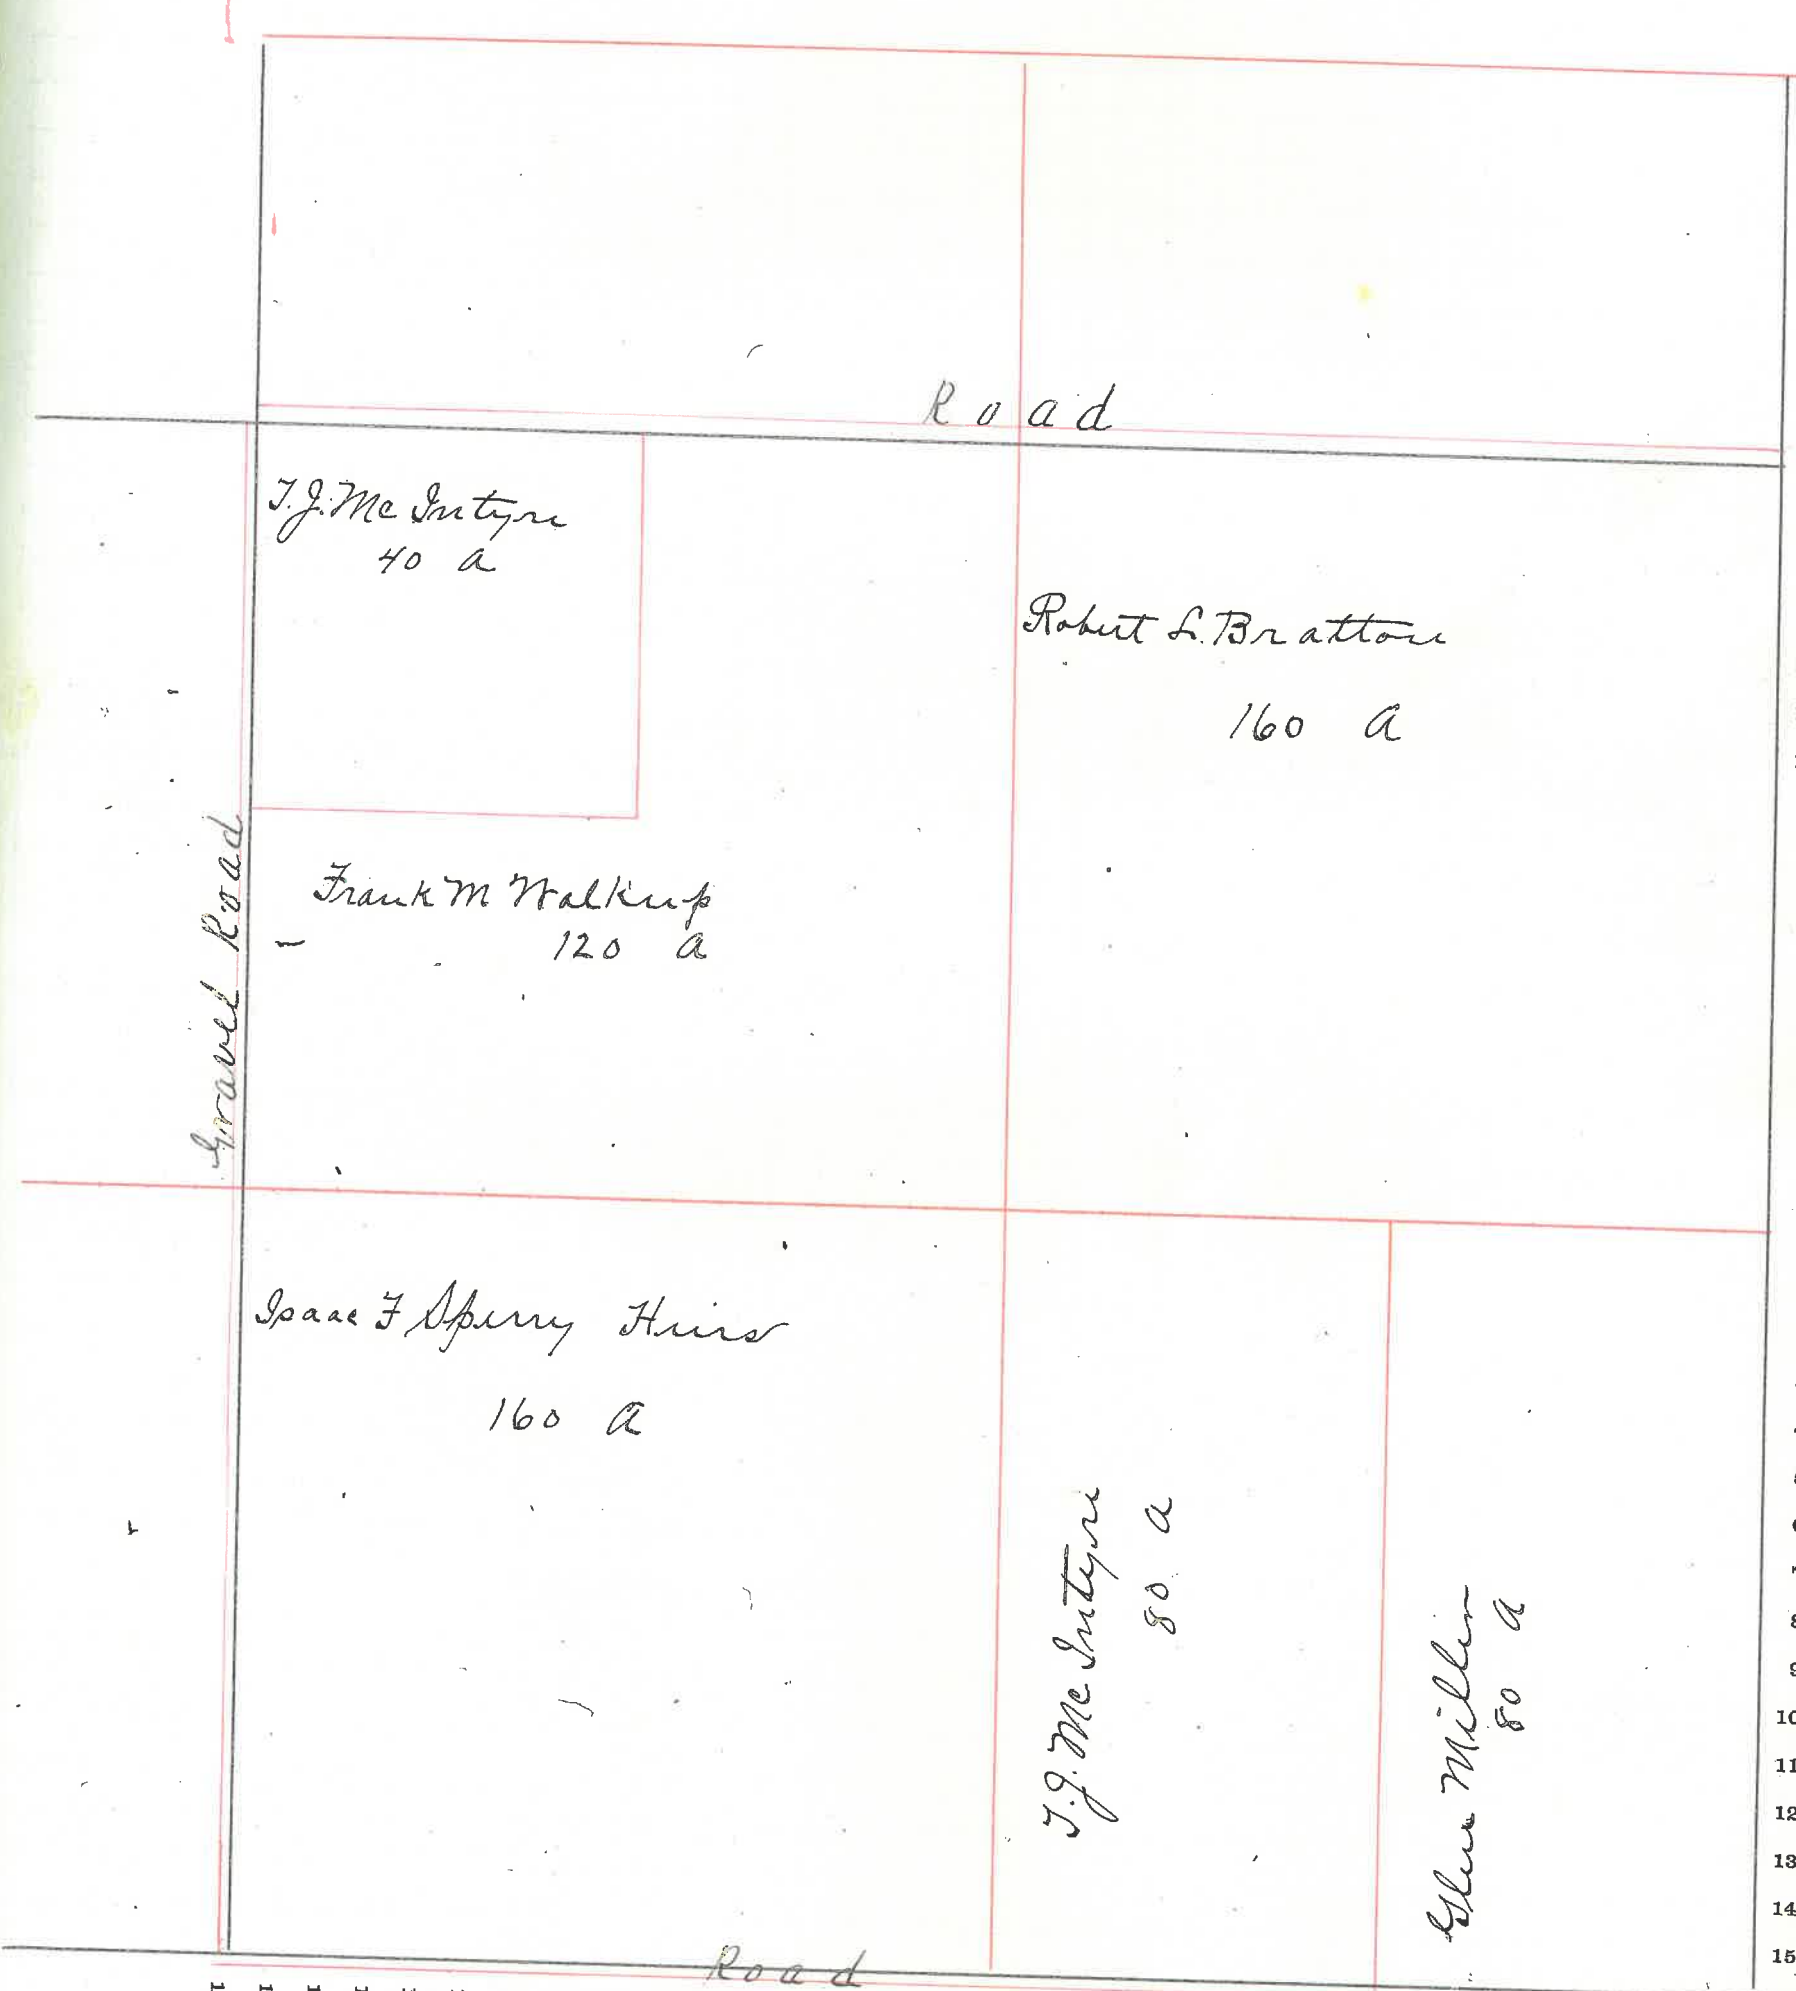 Road
T.J. Mc Intyre
40 a
Robert L. Bratton
160 a
Gravel Road
Frank M Walkup
120 a
Isaac F Sperry Heirs
160 a
T.J. Mc Intyre
80 a
Glen Miller
80 a
10
11
12
13
14
15
Road